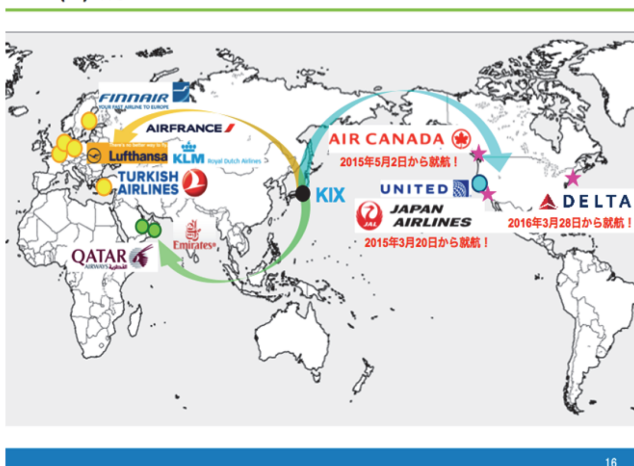 FINNAIR
YOUR FAST AIRLINE TO EUROPE
AIRFRANCE
There's no better way to fly.
Lufthansa
KLM
Royal Dutch Airlines
TURKISH
AIRLINES
QATAR
AIRWAYS القطرية
Emirates
KIX
AIR CANADA
2015年5月2日から就航！
UNITED
JAL
JAPAN
AIRLINES
2015年3月20日から就航！
DELTA
2016年3月28日から就航！
16